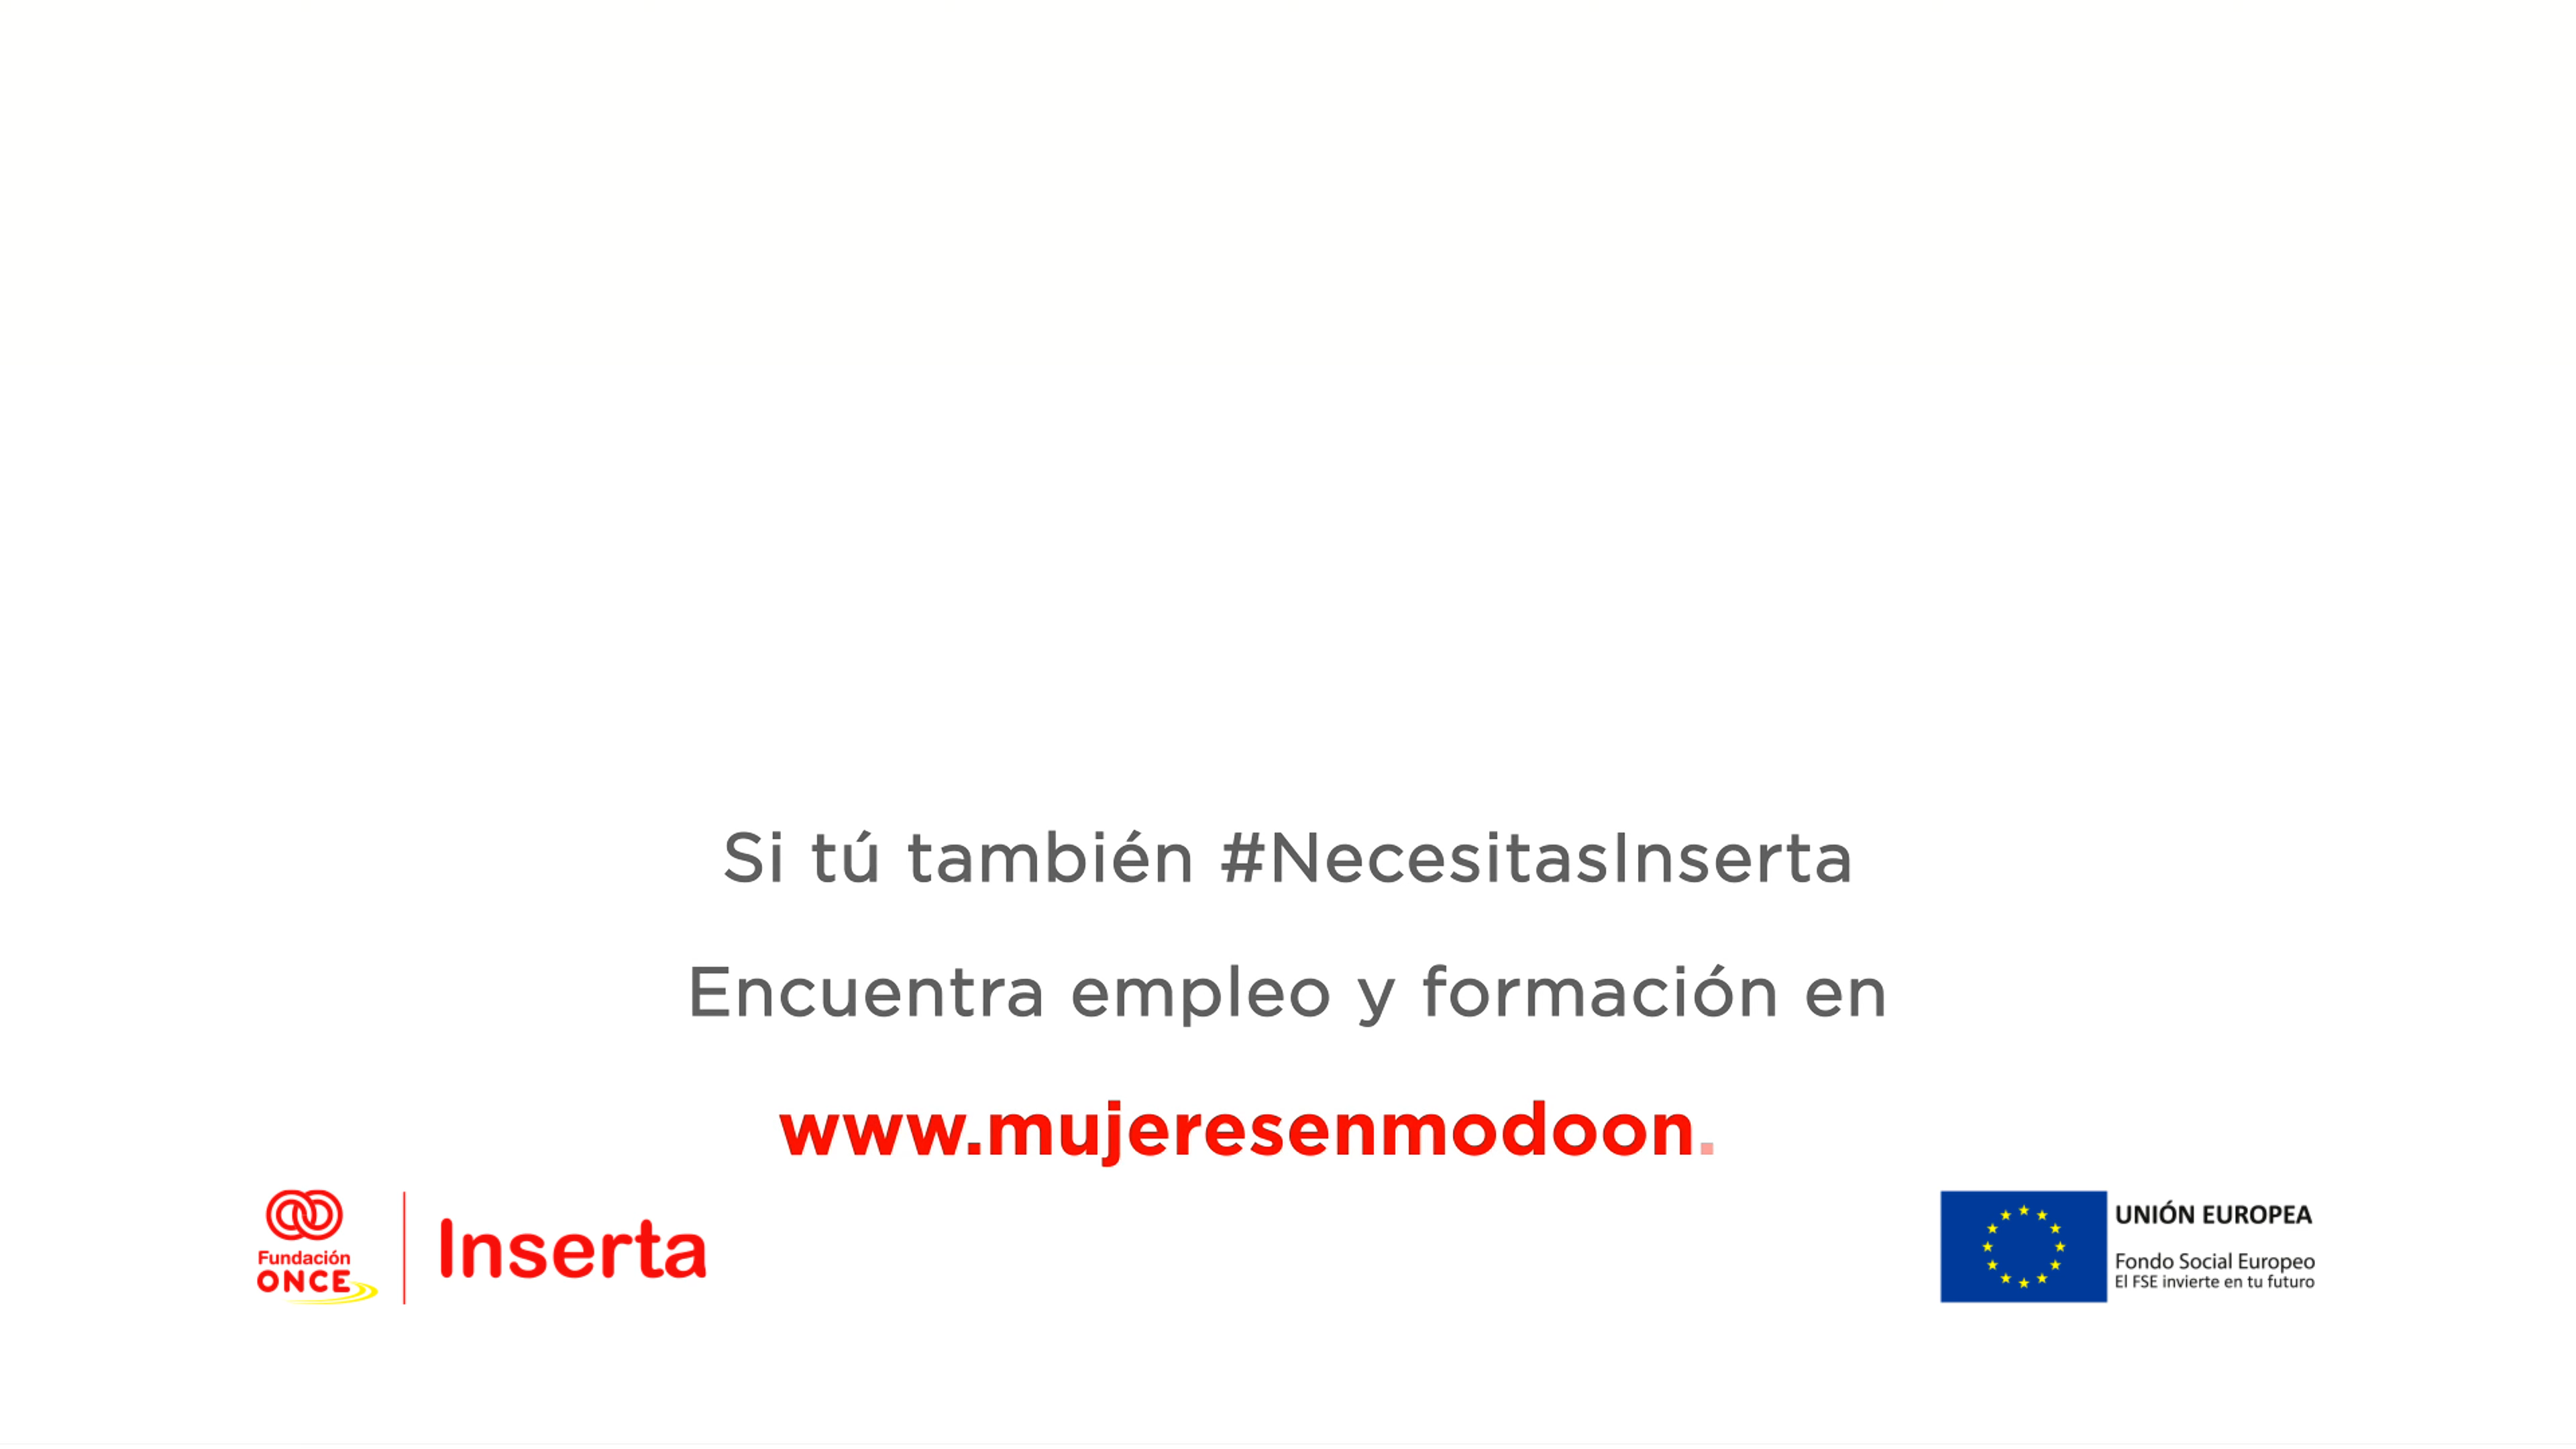 Si tú también #NecesitasInserta
Encuentra empleo y formación en
www.mujeresenmodoon.
Fundación
ONCE
Inserta
UNIÓN EUROPEA
Fondo Social Europeo
El FSE invierte en tu futuro